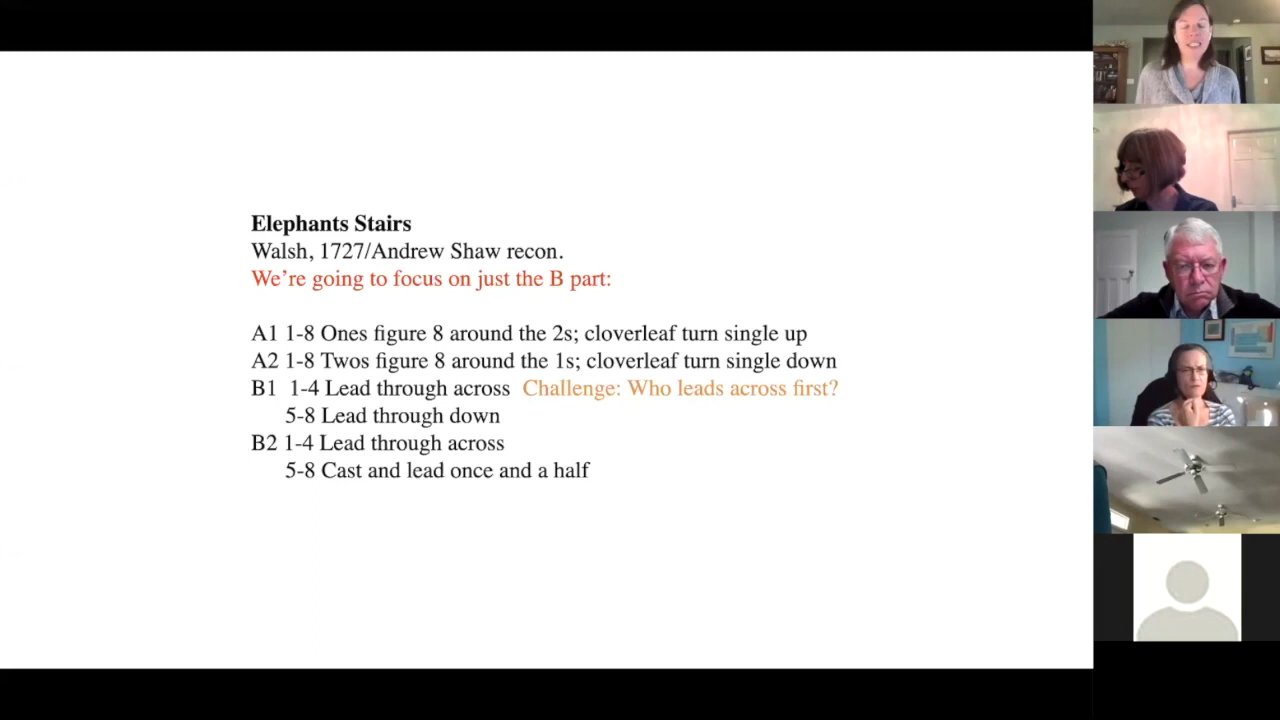 Elephants Stairs
Walsh, 1727/Andrew Shaw recon.
We’re going to focus on just the B part:
A1 1-8 Ones figure 8 around the 2s; cloverleaf turn single up
A2 1-8 Twos figure 8 around the 1s; cloverleaf turn single down
B1 1-4 Lead through across Challenge: Who leads across first?
5-8 Lead through down
B2 1-4 Lead through across
5-8 Cast and lead once and a half